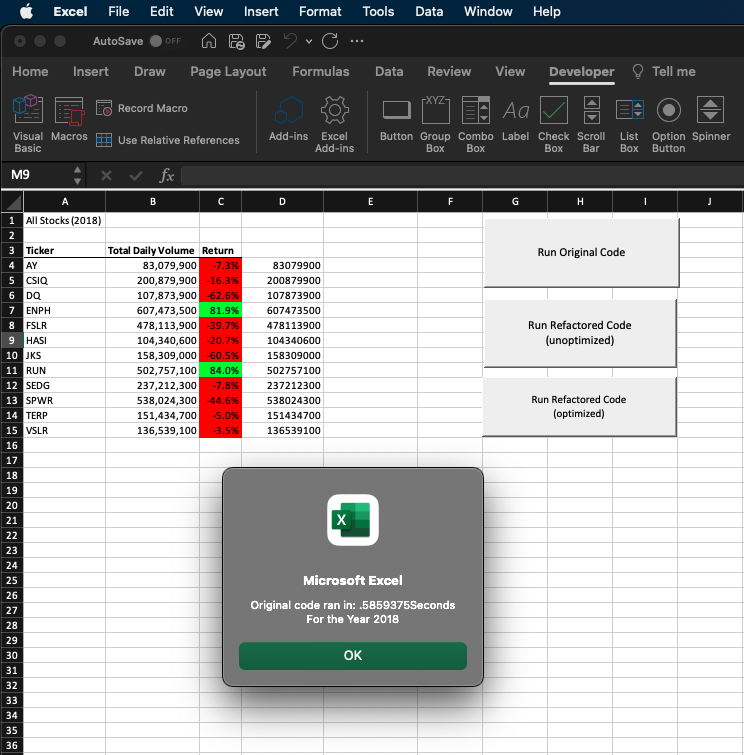 Excel File Edit View Insert Format Tools Data Window Help
AutoSave OFF
Home Insert Draw Page Layout Formulas Data Review View Developer Tell me
Visual Basic Macros Record Macro Use Relative References Add-ins Excel Add-ins Button XYZ Group Box Combo Box Aa Label Check Box Scroll Bar List Box Option Button Spinner
M9 fx
A B C D E F G H I J
1 All Stocks (2018)
2
3 Ticker Total Daily Volume Return
4 AY 83,079,900 -7.3% 83079900
5 CSIQ 200,879,900 -16.3% 200879900
6 DQ 107,873,900 -62.6% 107873900
7 ENPH 607,473,500 81.9% 607473500
8 FSLR 478,113,900 -39.7% 478113900
9 HASI 104,340,600 -20.7% 104340600
10 JKS 158,309,000 -60.5% 158309000
11 RUN 502,757,100 84.0% 502757100
12 SEDG 237,212,300 -7.8% 237212300
13 SPWR 538,024,300 -44.6% 538024300
14 TERP 151,434,700 -5.0% 151434700
15 VSLR 136,539,100 -3.5% 136539100
16
17
18
19
20
21
22
23
24
25
26
27
28
29
30
31
32
33
34
35
36
Run Original Code
Run Refactored Code
(unoptimized)
Run Refactored Code
(optimized)
X
Microsoft Excel
Original code ran in: .5859375Seconds
For the Year 2018
OK